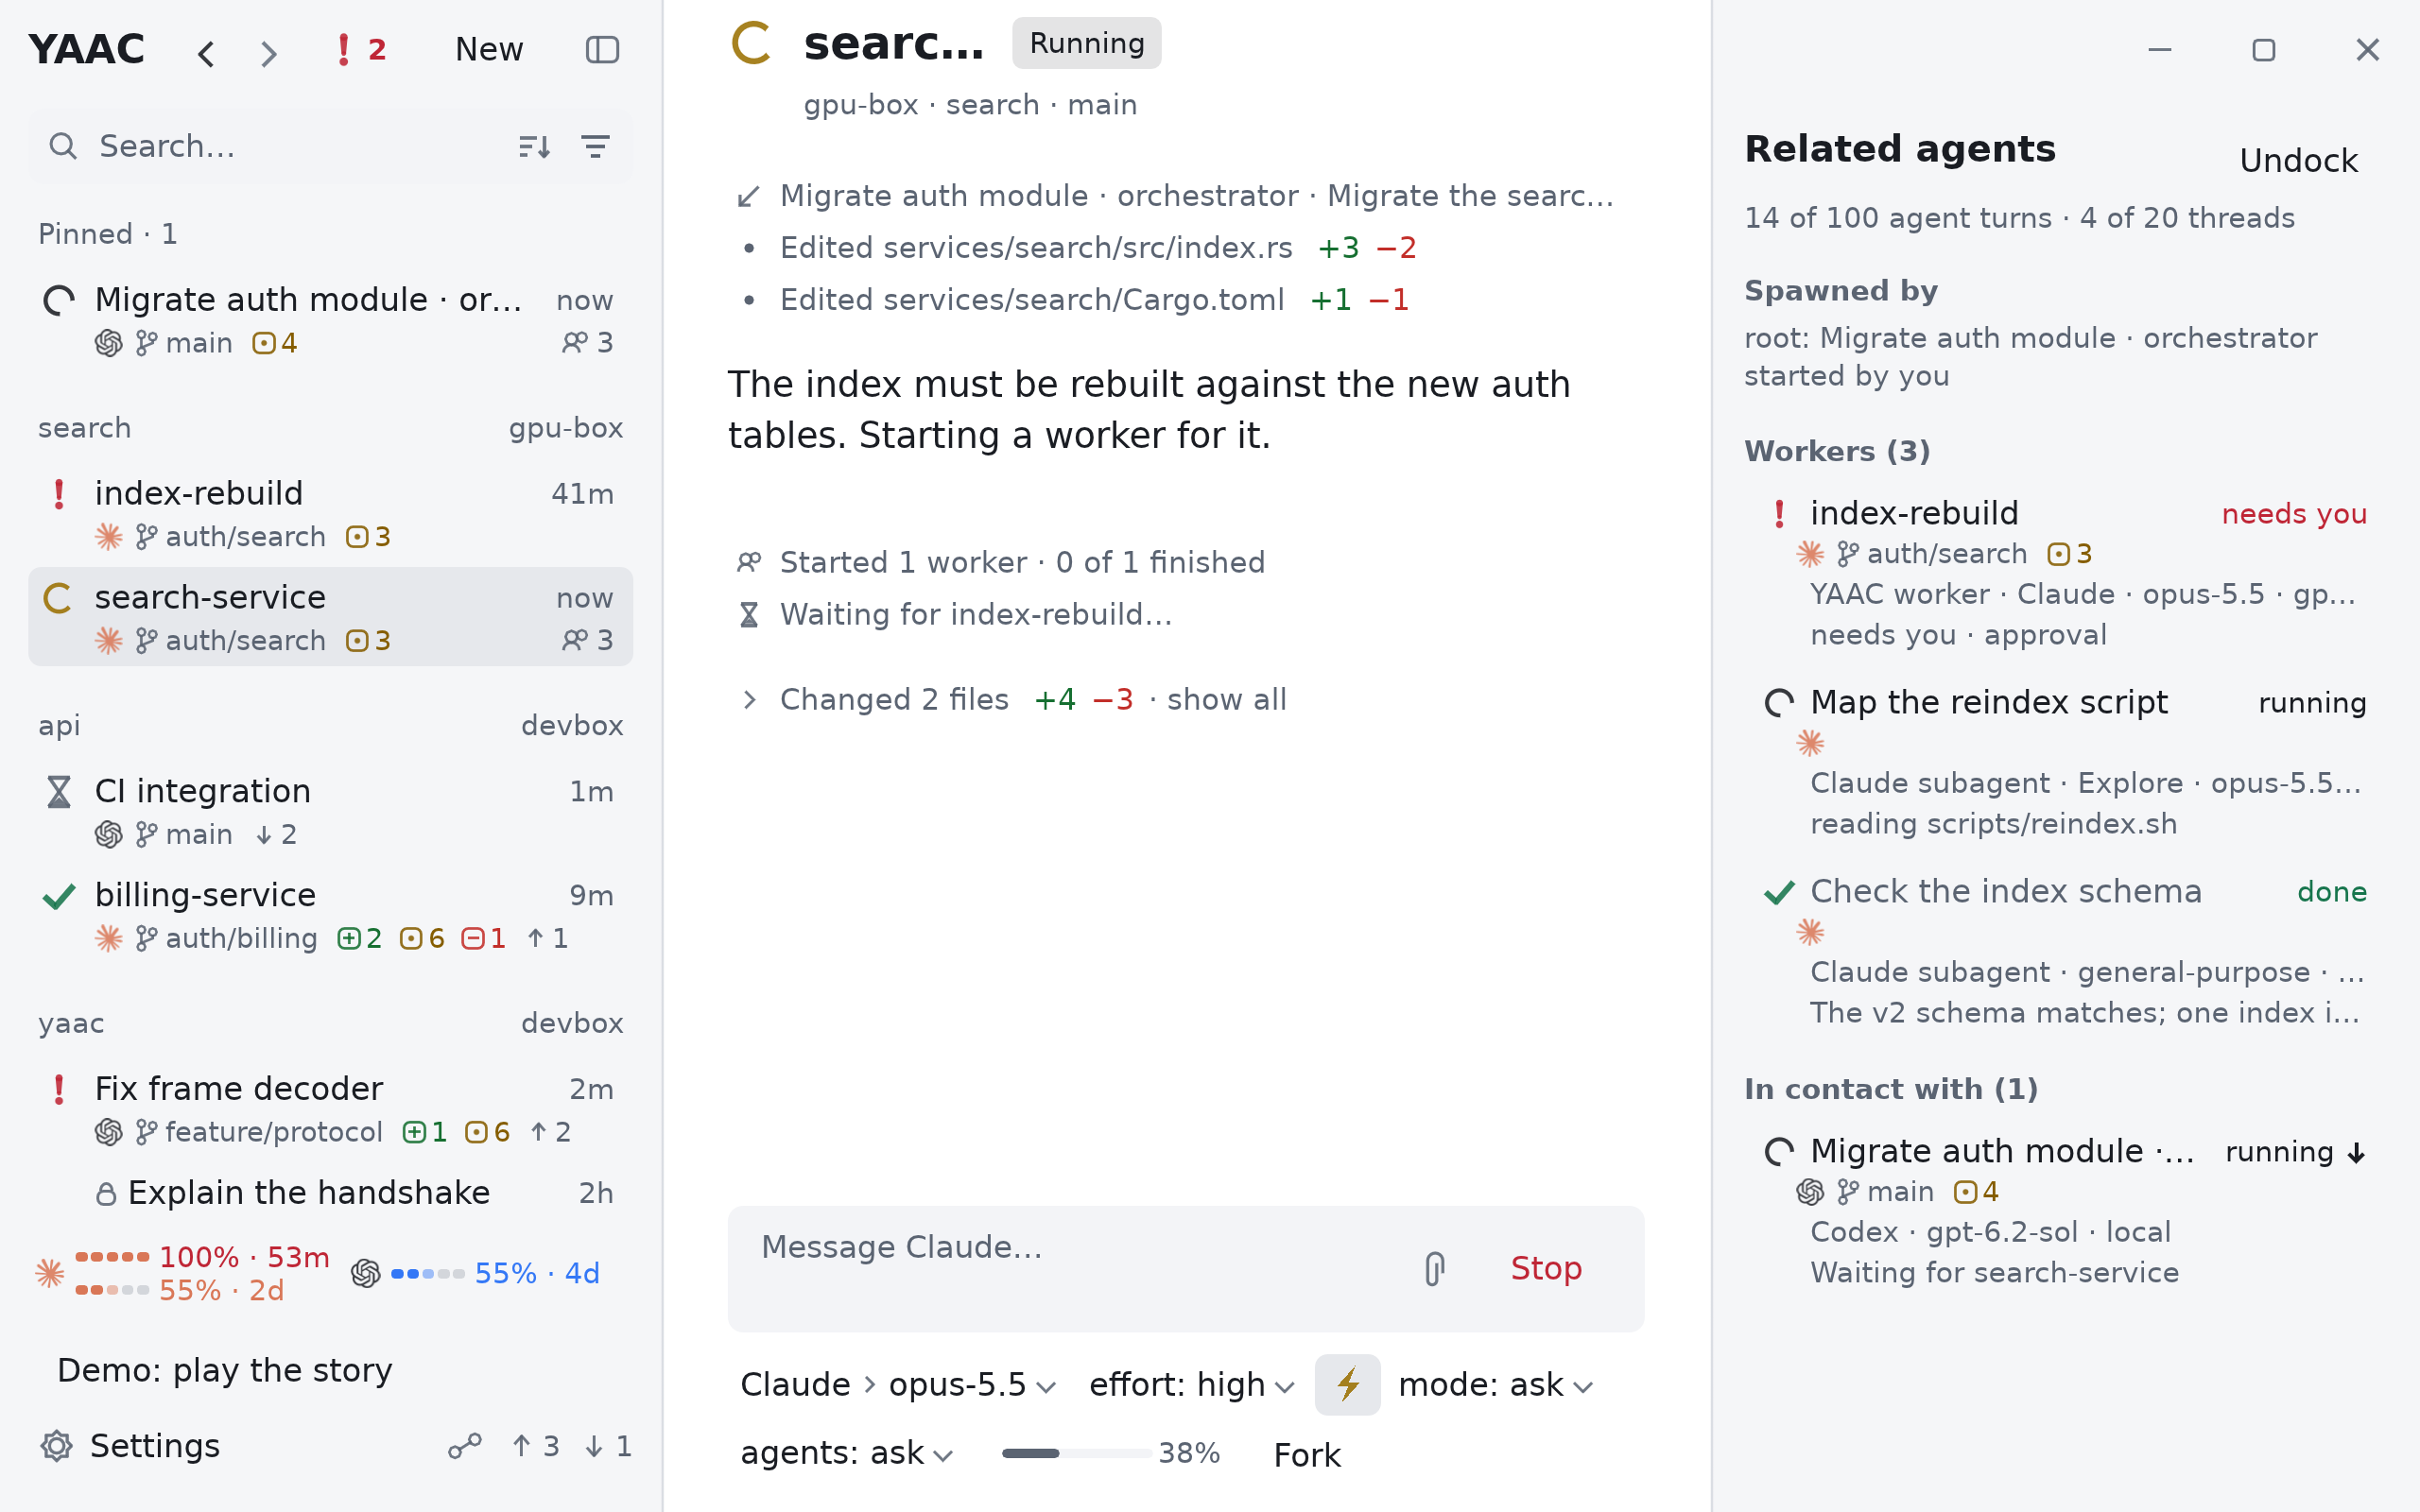 YAAC 2 New
Search...
Pinned · 1
Migrate auth module · or... now
main 4 3
search gpu-box
index-rebuild 41m
auth/search 3
search-service now
auth/search 3 3
api devbox
CI integration 1m
main ↓ 2
billing-service 9m
auth/billing 2 6 1 ↑ 1
yaac devbox
Fix frame decoder 2m
feature/protocol 1 6 ↑ 2
Explain the handshake 2h
100% · 53m
55% · 2d
55% · 4d
Demo: play the story
Settings ↑ 3 ↓ 1
searc... Running
gpu-box · search · main
Migrate auth module · orchestrator · Migrate the searc...
• Edited services/search/src/index.rs +3 −2
• Edited services/search/Cargo.toml +1 −1
The index must be rebuilt against the new auth
tables. Starting a worker for it.
Started 1 worker · 0 of 1 finished
Waiting for index-rebuild...
Changed 2 files +4 −3 · show all
Message Claude...
Stop
Claude › opus-5.5 effort: high mode: ask
agents: ask 38% Fork
Related agents Undock
14 of 100 agent turns · 4 of 20 threads
Spawned by
root: Migrate auth module · orchestrator
started by you
Workers (3)
index-rebuild needs you
auth/search 3
YAAC worker · Claude · opus-5.5 · gp...
needs you · approval
Map the reindex script running
Claude subagent · Explore · opus-5.5...
reading scripts/reindex.sh
Check the index schema done
Claude subagent · general-purpose · ...
The v2 schema matches; one index i...
In contact with (1)
Migrate auth module ·... running ↓
main 4
Codex · gpt-6.2-sol · local
Waiting for search-service